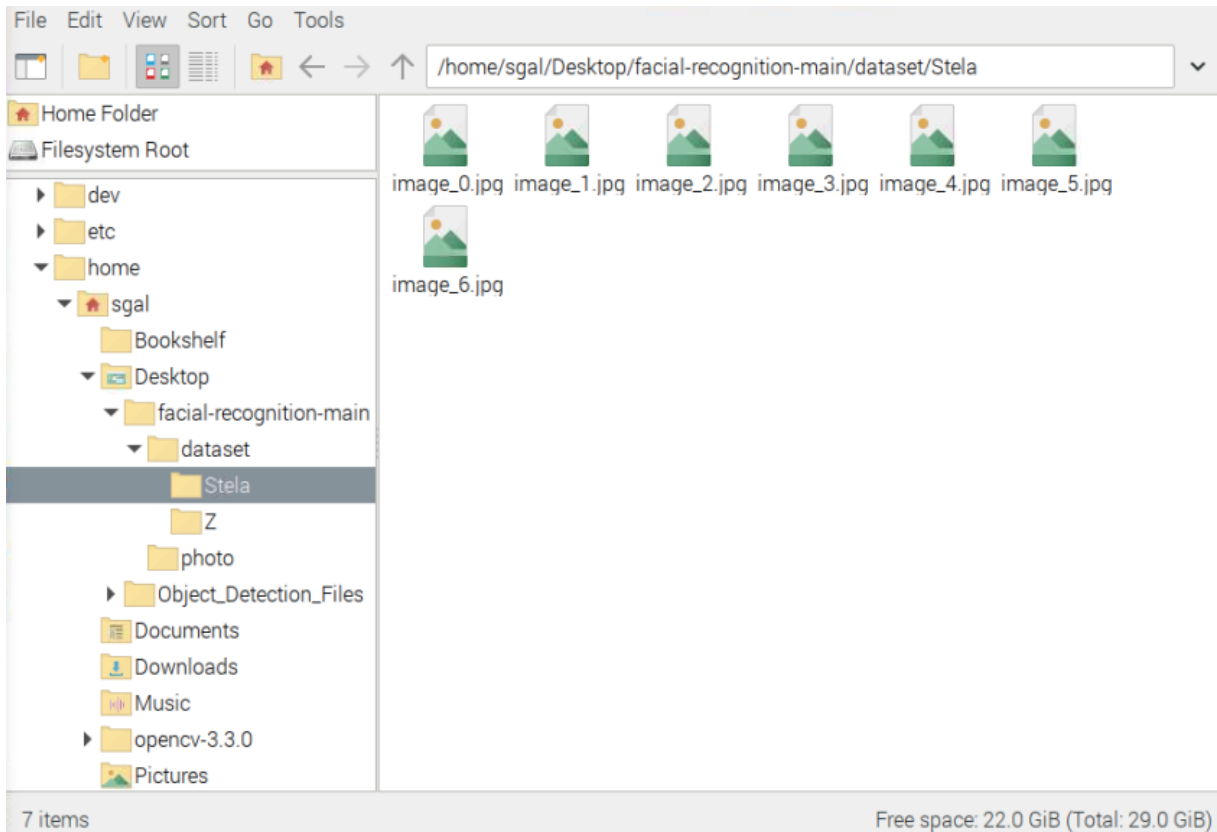 File Edit View Sort Go Tools
/home/sgal/Desktop/facial-recognition-main/dataset/Stela
Home Folder
Filesystem Root
dev
etc
home
sgal
Bookshelf
Desktop
facial-recognition-main
dataset
Stela
Z
photo
Object_Detection_Files
Documents
Downloads
Music
opencv-3.3.0
Pictures
image_0.jpg image_1.jpg image_2.jpg image_3.jpg image_4.jpg image_5.jpg
image_6.jpg
7 items
Free space: 22.0 GiB (Total: 29.0 GiB)